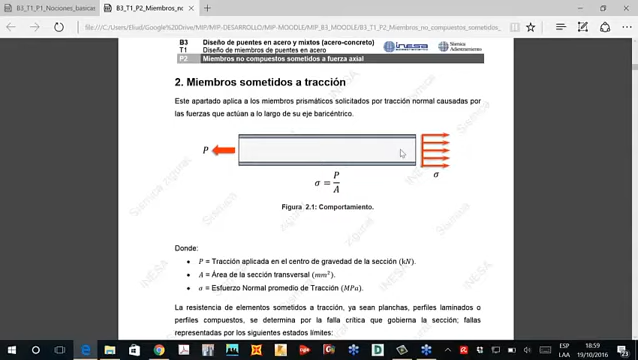 B3_T1_P1_Nociones_basicas
B3_T1_P2_Miembros_n
file:///C:/Users/Eliud/Google%20Drive/MIP/MIP-DESARROLLO/MIP-MOODLE/MIP_B3_MOODLE/B3_T1_P2_Miembros_no_compuestos_sometidos_
B3 Diseño de puentes en acero y mixtos (acero-concreto)
T1 Diseño de miembros de puentes en acero
P2 Miembros no compuestos sometidos a fuerza axial
inesa
2. Miembros sometidos a tracción
Este apartado aplica a los miembros prismáticos solicitados por tracción normal causadas por
las fuerzas que actúan a lo largo de su eje baricéntrico.
P
σ
σ = P/A
Figura 2.1: Comportamiento.
Donde:
• P = Tracción aplicada en el centro de gravedad de la sección (kN).
• A = Área de la sección transversal (mm²).
• σ = Esfuerzo Normal promedio de Tracción (MPa).
La resistencia de elementos sometidos a tracción, ya sean planchas, perfiles laminados o
perfiles compuestos, se determina por la falla crítica que gobierna la sección; fallas
representadas por los siguientes estados límites:
INESA
zigurat
ESP
LAA
18:59
19/10/2016